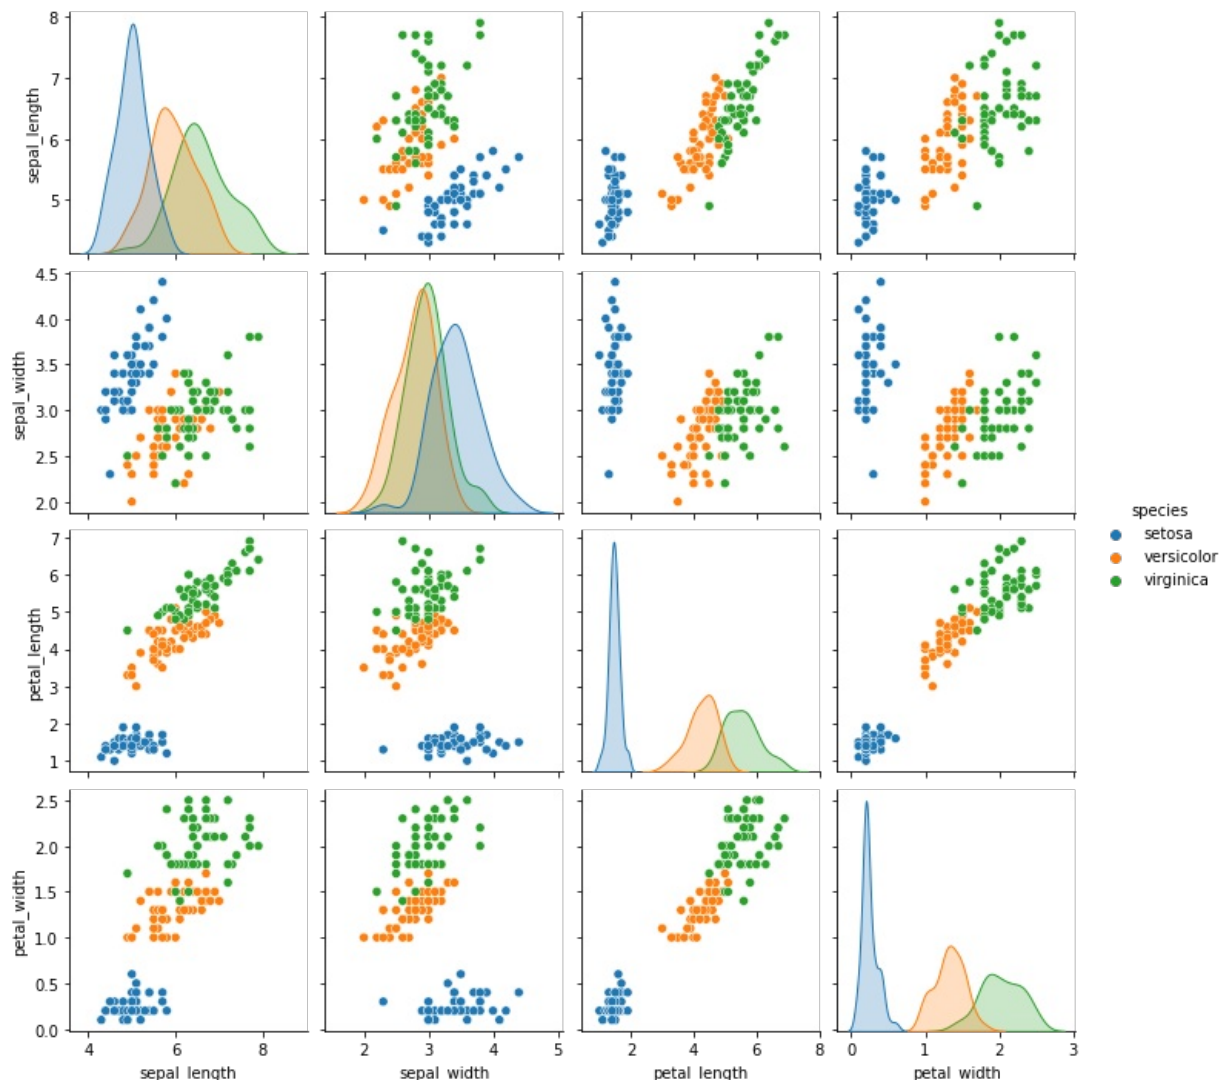 8
7
6
5
sepal_length
4.5
4.0
3.5
3.0
2.5
2.0
sepal_width
species
setosa
versicolor
virginica
7
6
5
4
3
2
1
petal_length
2.5
2.0
1.5
1.0
0.5
0.0
petal_width
4 6 8
2 3 4 5
2 4 6 8
0 1 2 3
sepal_length
sepal_width
petal_length
petal_width